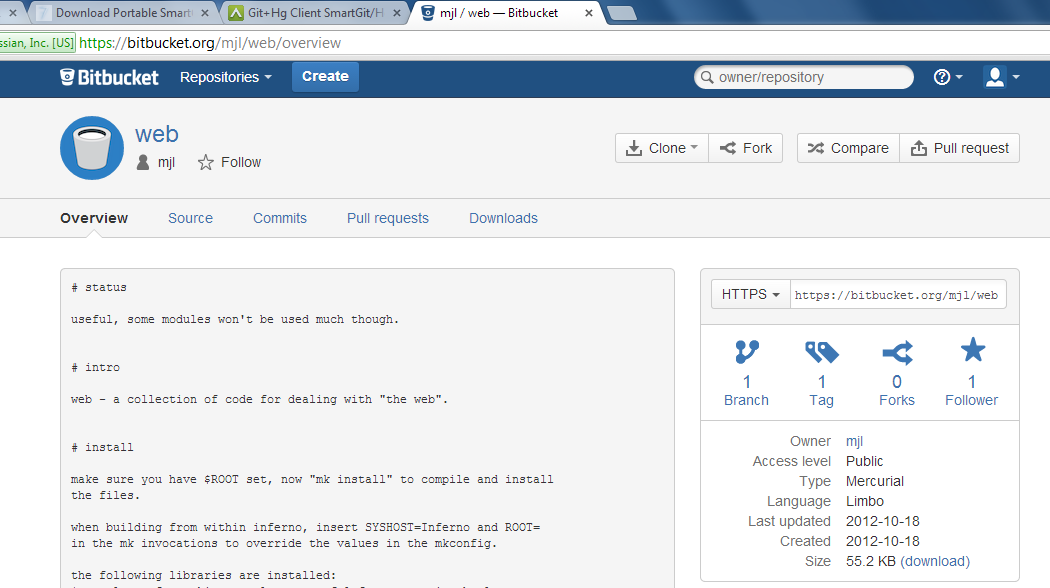 Download Portable Smart
Git+Hg Client SmartGit/H
mjl / web — Bitbucket
ssian, Inc. [US] https://bitbucket.org/mjl/web/overview
Bitbucket Repositories Create owner/repository
web
mjl Follow
Clone Fork Compare Pull request
Overview Source Commits Pull requests Downloads
# status
useful, some modules won't be used much though.
# intro
web - a collection of code for dealing with "the web".
# install
make sure you have $ROOT set, now "mk install" to compile and install
the files.
when building from within inferno, insert SYSHOST=Inferno and ROOT=
in the mk invocations to override the values in the mkconfig.
the following libraries are installed:
HTTPS https://bitbucket.org/mjl/web
1 1 0 1
Branch Tag Forks Follower
Owner mjl
Access level Public
Type Mercurial
Language Limbo
Last updated 2012-10-18
Created 2012-10-18
Size 55.2 KB (download)